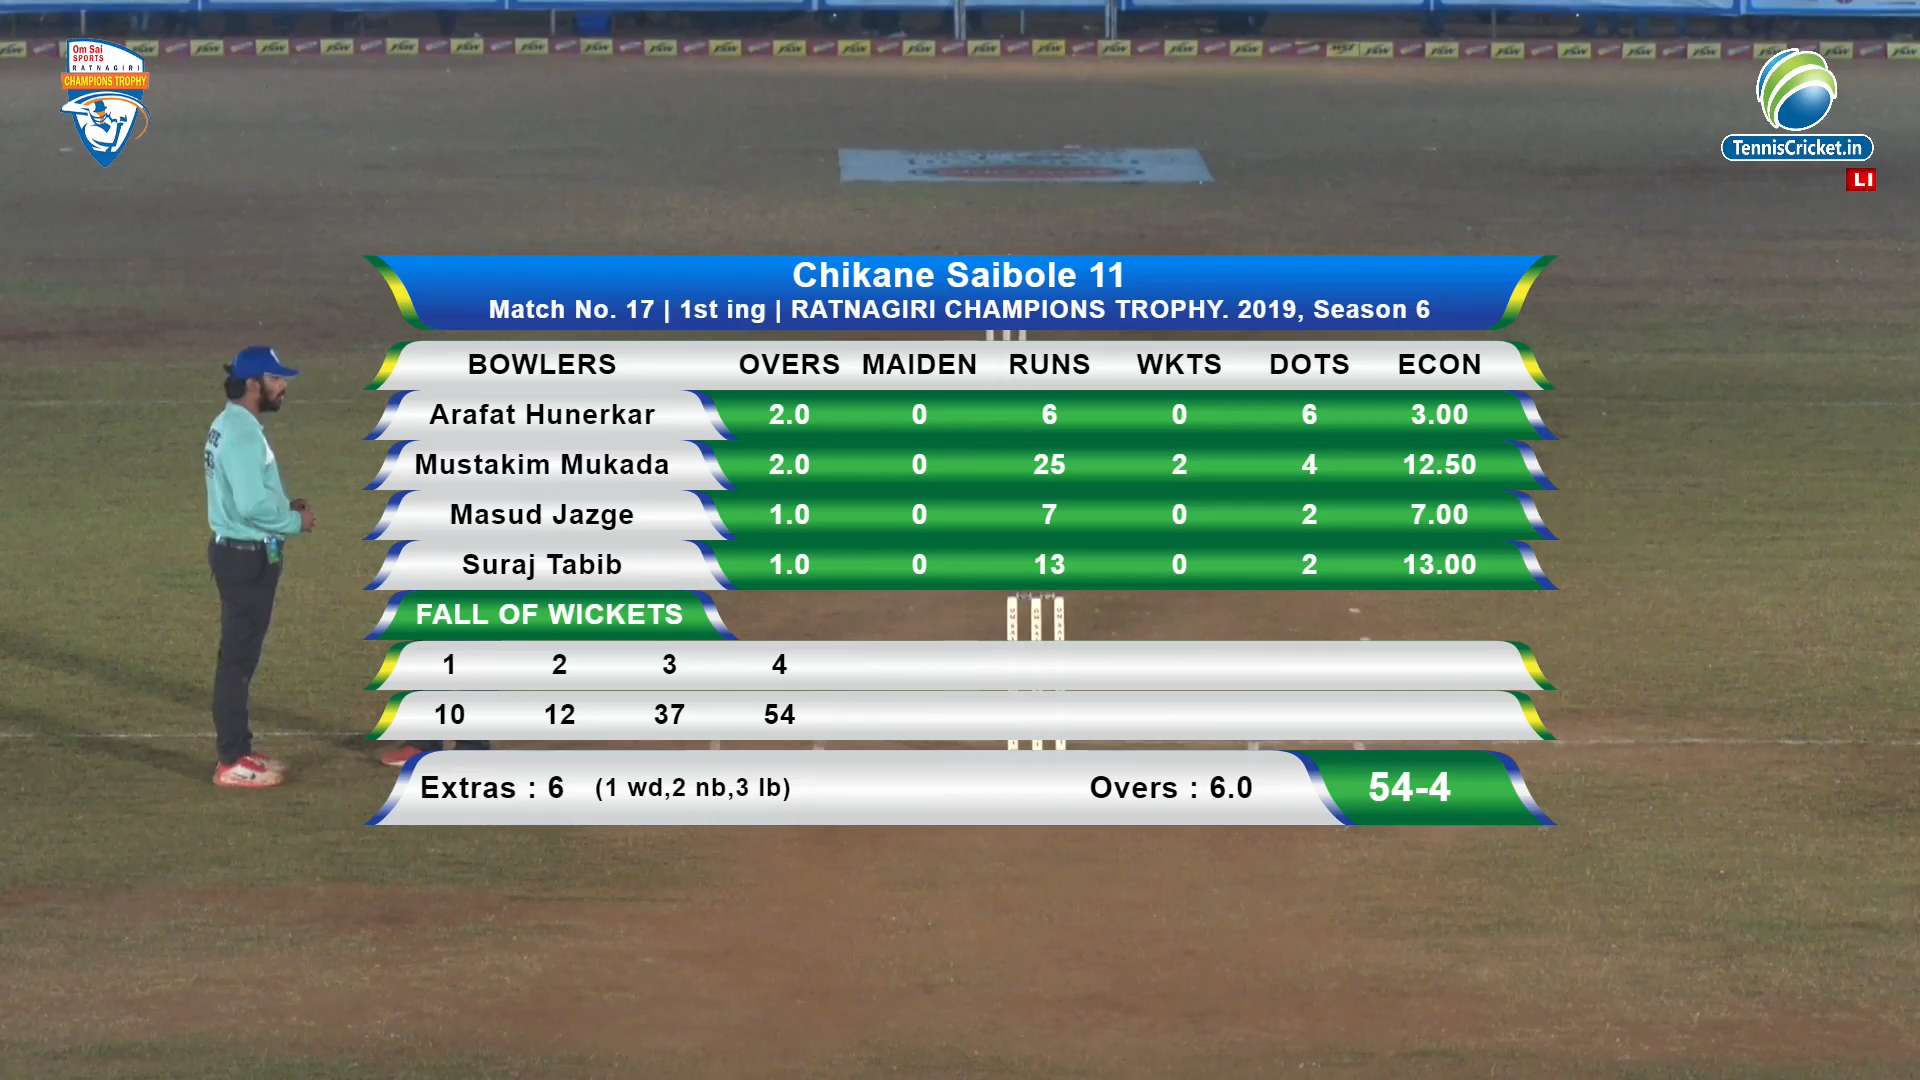 Om Sai
SPORTS
RATNAGIRI
CHAMPIONS TROPHY
TennisCricket.in
LI
Chikane Saibole 11
Match No. 17 | 1st ing | RATNAGIRI CHAMPIONS TROPHY. 2019, Season 6
BOWLERS OVERS MAIDEN RUNS WKTS DOTS ECON
Arafat Hunerkar 2.0 0 6 0 6 3.00
Mustakim Mukada 2.0 0 25 2 4 12.50
Masud Jazge 1.0 0 7 0 2 7.00
Suraj Tabib 1.0 0 13 0 2 13.00
FALL OF WICKETS
1 2 3 4
10 12 37 54
Extras : 6 (1 wd,2 nb,3 lb) Overs : 6.0 54-4